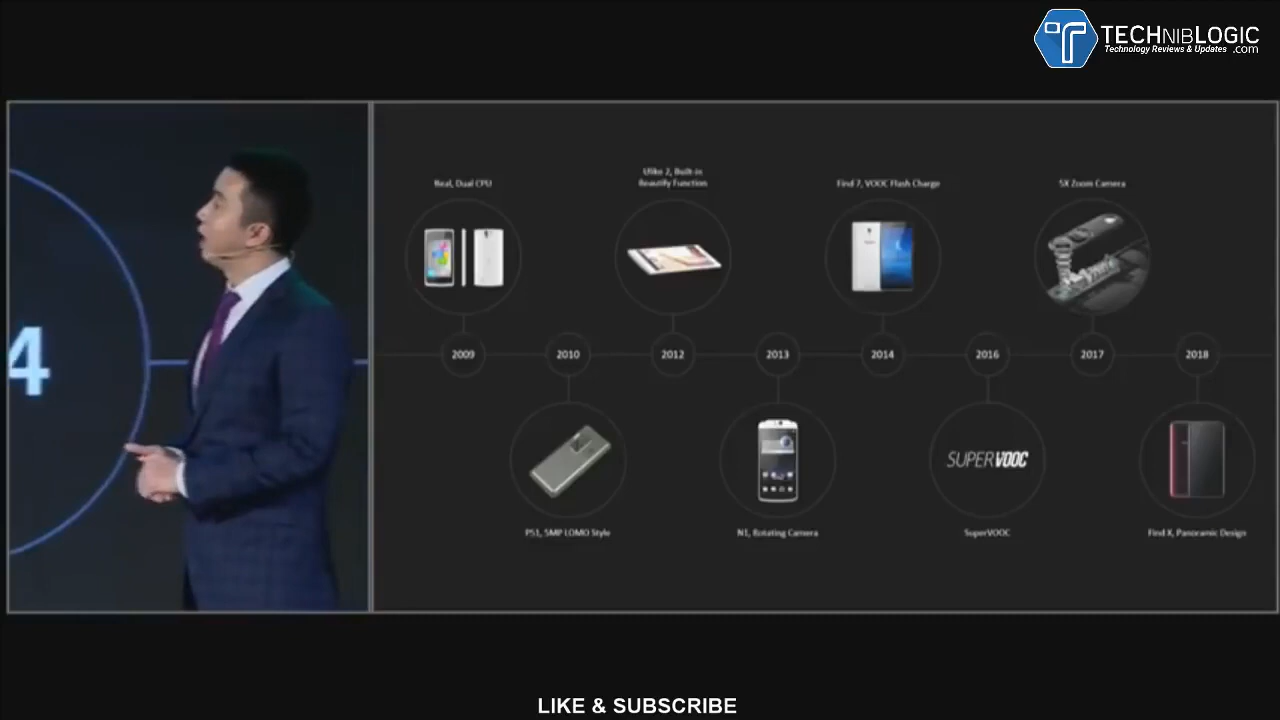 TECHNIBLOGIC
Technology Reviews & Updates .com
4
Real, Dual CPU
Ulike 2, Built-in
Beautify Function
Find 7, VOOC Flash Charge
5X Zoom Camera
2009
2010
2012
2013
2014
2016
2017
2018
SUPERVOOC
P51, 5MP LOMO Style
N1, Rotating Camera
SuperVOOC
Find X, Panoramic Design
LIKE & SUBSCRIBE